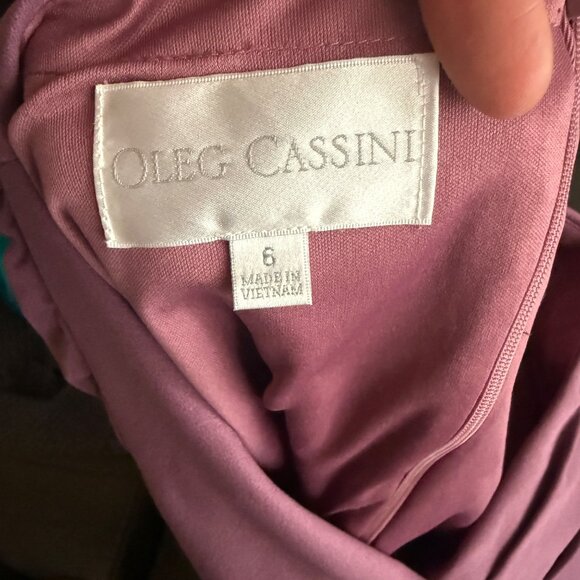 OLEG CASSINI
6
MADE IN
VIETNAM